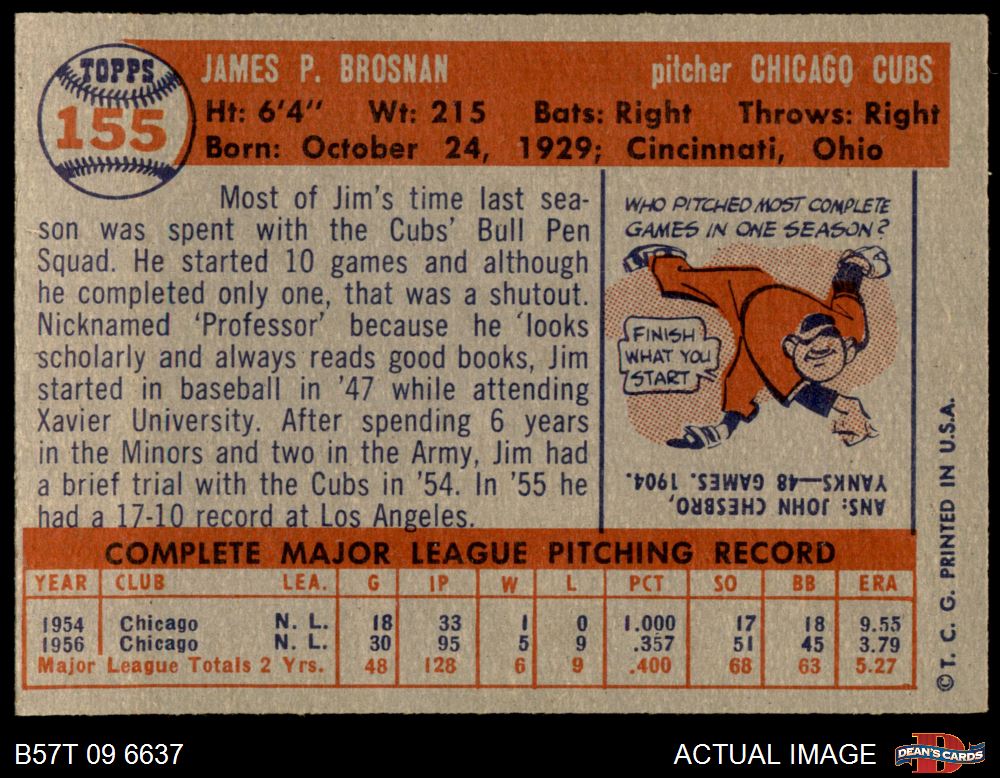 TOPPS
155
JAMES P. BROSNAN pitcher CHICAGO CUBS
Ht: 6'4" Wt: 215 Bats: Right Throws: Right
Born: October 24, 1929; Cincinnati, Ohio
Most of Jim's time last sea-
son was spent with the Cubs' Bull Pen
Squad. He started 10 games and although
he completed only one, that was a shutout.
Nicknamed 'Professor' because he 'looks
scholarly and always reads good books, Jim
started in baseball in '47 while attending
Xavier University. After spending 6 years
in the Minors and two in the Army, Jim had
a brief trial with the Cubs in '54. In '55 he
had a 17-10 record at Los Angeles.
WHO PITCHED MOST COMPLETE
GAMES IN ONE SEASON?
FINISH
WHAT YOU
START
ANS: JOHN CHESBRO,
YANKS—48 GAMES. 1904.
COMPLETE MAJOR LEAGUE PITCHING RECORD
YEAR CLUB LEA. G IP W L PCT SO BB ERA
1954 Chicago N. L. 18 33 1 0 1.000 17 18 9.55
1956 Chicago N. L. 30 95 5 9 .357 51 45 3.79
Major League Totals 2 Yrs. 48 128 6 9 .400 68 63 5.27
© T. C. G. PRINTED IN U.S.A.
B57T 09 6637 ACTUAL IMAGE
D
DEAN'S CARDS